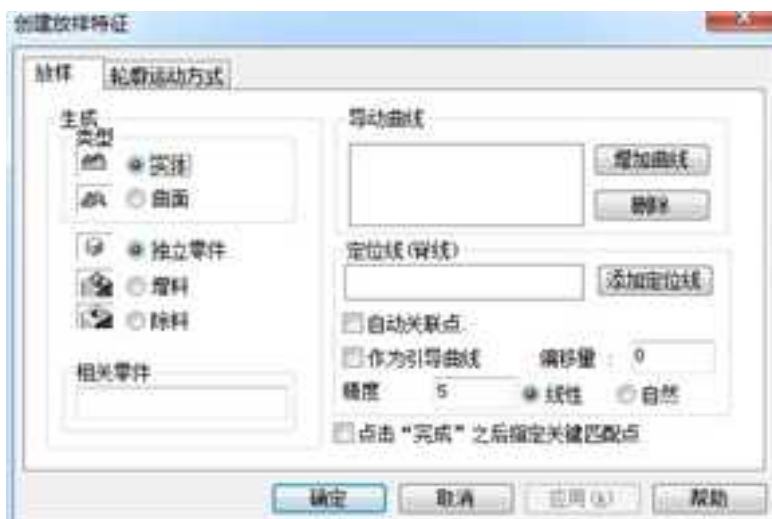 创建放样特征
放样 轮廓运动方式
生成
类型
实体
曲面
独立零件
增料
除料
相关零件
导动曲线
增加曲线
删除
定位线(脊线)
添加定位线
自动关联点
作为引导曲线 偏移量 : 0
精度 5 线性 自然
点击“完成”之后指定关键匹配点
确定 取消 应用(A) 帮助